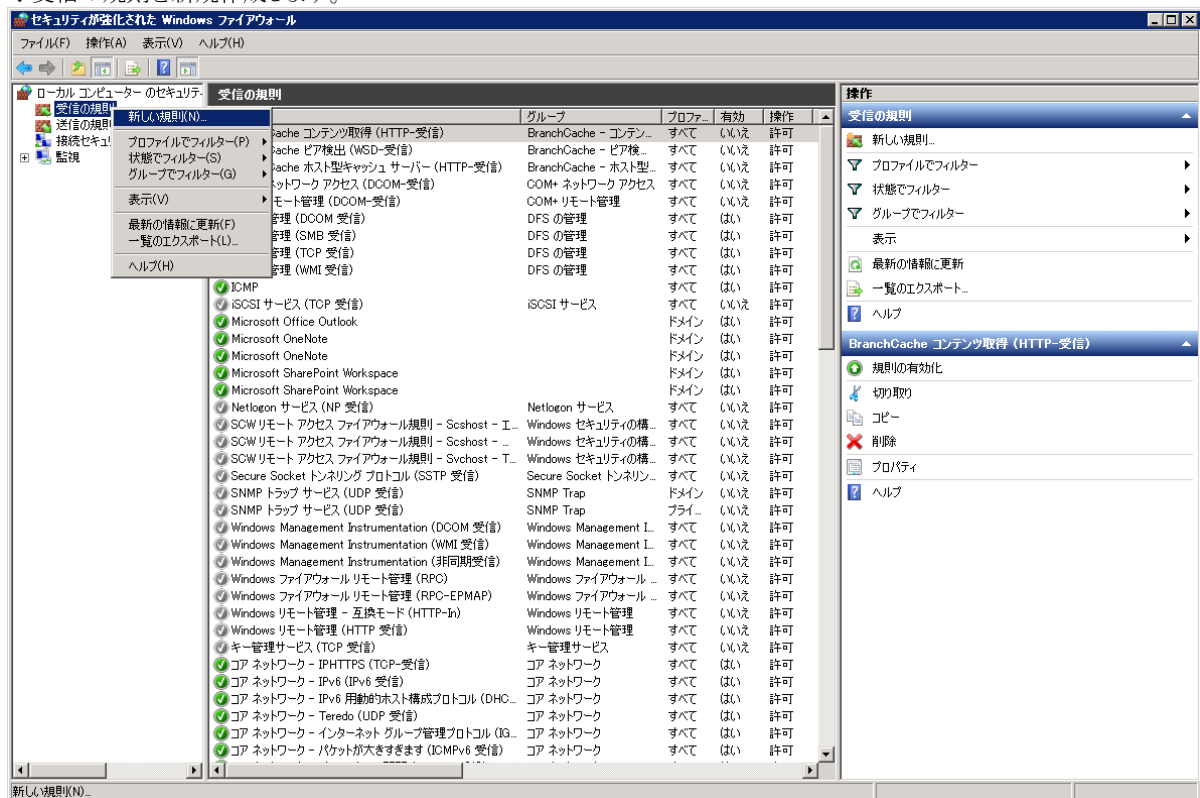 セキュリティが強化された Windows ファイアウォール
ファイル(F) 操作(A) 表示(V) ヘルプ(H)
ローカル コンピューター のセキュリテ
受信の規則
送信の規則
接続セキュ
監視
新しい規則(N)...
プロファイルでフィルター(P)
状態でフィルター(S)
グループでフィルター(G)
表示(V)
最新の情報に更新(F)
一覧のエクスポート(L)...
ヘルプ(H)
受信の規則
グループ プロファ... 有効 操作
Cache コンテンツ取得 (HTTP-受信) BranchCache - コンテン... すべて いいえ 許可
Cache ピア検出 (WSD-受信) BranchCache - ピア検... すべて いいえ 許可
Cache ホスト型キャッシュ サーバー (HTTP-受信) BranchCache - ホスト型... すべて いいえ 許可
ットワーク アクセス (DCOM-受信) COM+ ネットワーク アクセス すべて いいえ 許可
モート管理 (DCOM-受信) COM+ リモート管理 すべて いいえ 許可
管理 (DCOM 受信) DFS の管理 すべて はい 許可
管理 (SMB 受信) DFS の管理 すべて はい 許可
管理 (TCP 受信) DFS の管理 すべて はい 許可
管理 (WMI 受信) DFS の管理 すべて はい 許可
ICMP すべて はい 許可
iSCSI サービス (TCP 受信) iSCSI サービス すべて いいえ 許可
Microsoft Office Outlook ドメイン はい 許可
Microsoft OneNote ドメイン はい 許可
Microsoft OneNote ドメイン はい 許可
Microsoft SharePoint Workspace ドメイン はい 許可
Microsoft SharePoint Workspace ドメイン はい 許可
Netlogon サービス (NP 受信) Netlogon サービス すべて いいえ 許可
SCW リモート アクセス ファイアウォール規則 - Scshost - エ... Windows セキュリティの構... すべて いいえ 許可
SCW リモート アクセス ファイアウォール規則 - Scshost - ... Windows セキュリティの構... すべて いいえ 許可
SCW リモート アクセス ファイアウォール規則 - Svchost - T... Windows セキュリティの構... すべて いいえ 許可
Secure Socket トンネリング プロトコル (SSTP 受信) Secure Socket トンネリン... すべて いいえ 許可
SNMP トラップ サービス (UDP 受信) SNMP Trap ドメイン いいえ 許可
SNMP トラップ サービス (UDP 受信) SNMP Trap プライ... いいえ 許可
Windows Management Instrumentation (DCOM 受信) Windows Management I... すべて いいえ 許可
Windows Management Instrumentation (WMI 受信) Windows Management I... すべて いいえ 許可
Windows Management Instrumentation (非同期受信) Windows Management I... すべて いいえ 許可
Windows ファイアウォール リモート管理 (RPC) Windows ファイアウォール ... すべて いいえ 許可
Windows ファイアウォール リモート管理 (RPC-EPMAP) Windows ファイアウォール ... すべて いいえ 許可
Windows リモート管理 - 互換モード (HTTP-In) Windows リモート管理 すべて いいえ 許可
Windows リモート管理 (HTTP 受信) Windows リモート管理 すべて いいえ 許可
キー管理サービス (TCP 受信) キー管理サービス すべて いいえ 許可
コア ネットワーク - IPHTTPS (TCP-受信) コア ネットワーク すべて はい 許可
コア ネットワーク - IPv6 (IPv6 受信) コア ネットワーク すべて はい 許可
コア ネットワーク - IPv6 用動的ホスト構成プロトコル (DHC... コア ネットワーク すべて はい 許可
コア ネットワーク - Teredo (UDP 受信) コア ネットワーク すべて はい 許可
コア ネットワーク - インターネット グループ管理プロトコル (IG... コア ネットワーク すべて はい 許可
コア ネットワーク - パケットが大きすぎます (ICMPv6 受信) コア ネットワーク すべて はい 許可
操作
受信の規則
新しい規則...
プロファイルでフィルター
状態でフィルター
グループでフィルター
表示
最新の情報に更新
一覧のエクスポート...
ヘルプ
BranchCache コンテンツ取得 (HTTP-受信)
規則の有効化
切り取り
コピー
削除
プロパティ
ヘルプ
新しい規則(N)...